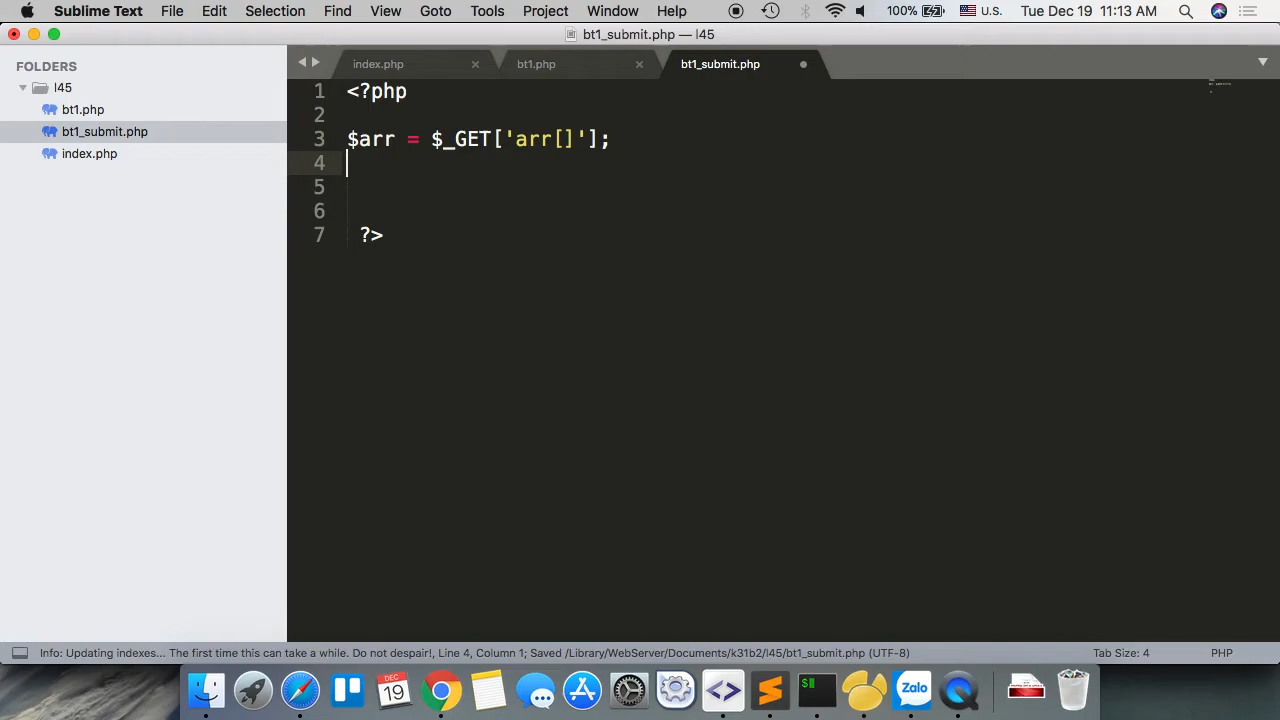 Sublime Text File Edit Selection Find View Goto Tools Project Window Help 100% U.S. Tue Dec 19 11:13 AM
bt1_submit.php — l45
FOLDERS
l45
bt1.php
bt1_submit.php
index.php
index.php × bt1.php × bt1_submit.php
1 <?php
2
3 $arr = $_GET['arr[]'];
4
5
6
7 ?>
Info: Updating indexes... The first time this can take a while. Do not despair!, Line 4, Column 1; Saved /Library/WebServer/Documents/k31b2/l45/bt1_submit.php (UTF-8) Tab Size: 4 PHP
DEC
19
$
Zalo